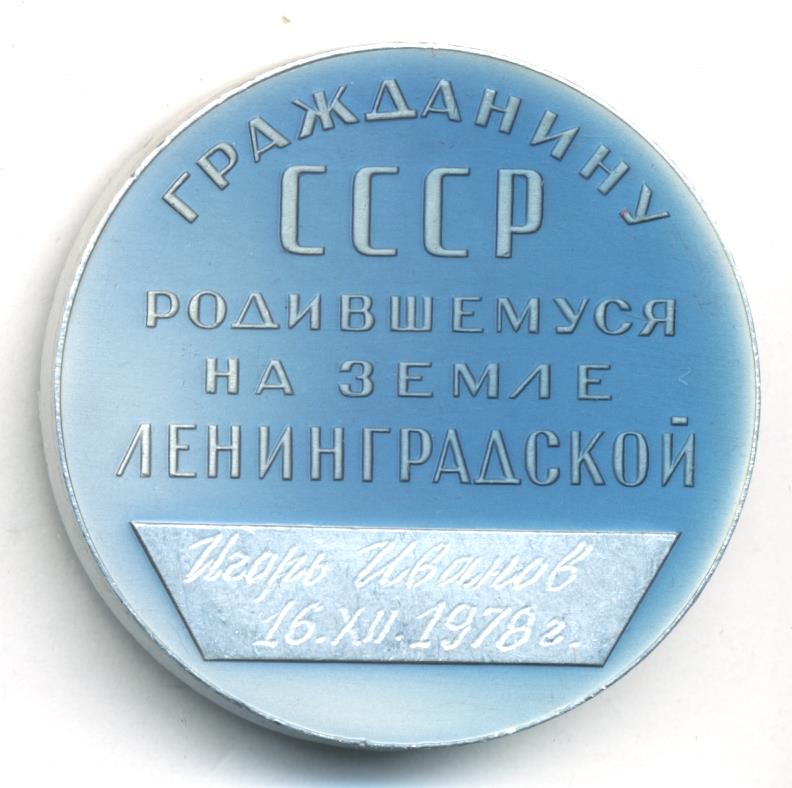 ГРАЖДАНИНУ
СССР
РОДИВШЕМУСЯ
НА ЗЕМЛЕ
ЛЕНИНГРАДСКОЙ
Игорь Иванов
16.XII.1978г.